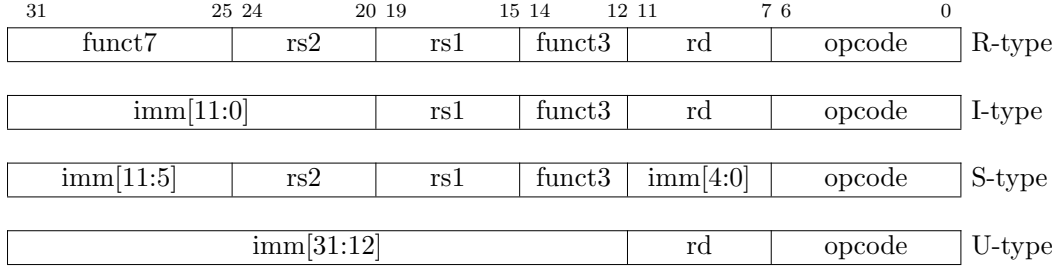 31 25 24 20 19 15 14 12 11 7 6 0
funct7 rs2 rs1 funct3 rd opcode R-type
imm[11:0] rs1 funct3 rd opcode I-type
imm[11:5] rs2 rs1 funct3 imm[4:0] opcode S-type
imm[31:12] rd opcode U-type